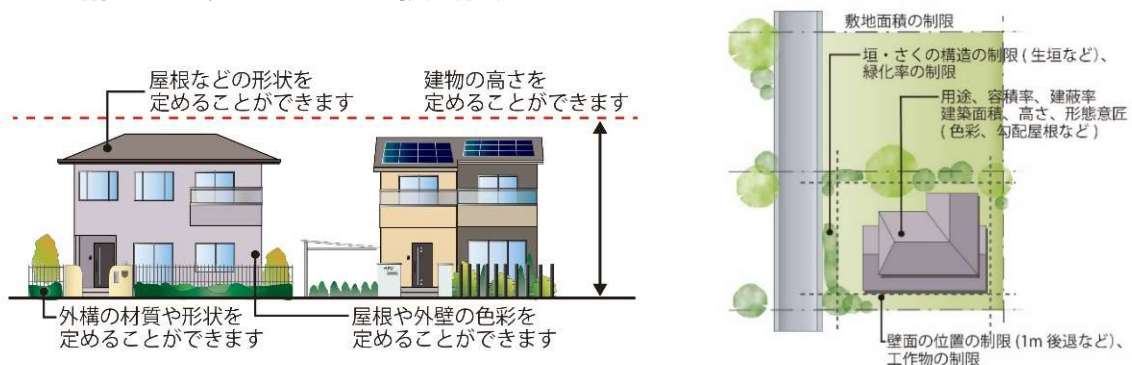 屋根などの形状を
定めることができます
建物の高さを
定めることができます
外構の材質や形状を
定めることができます
屋根や外壁の色彩を
定めることができます
敷地面積の制限
垣・さくの構造の制限(生垣など)、
緑化率の制限
用途、容積率、建蔽率
建築面積、高さ、形態意匠
(色彩、勾配屋根など)
壁面の位置の制限(1m後退など)、
工作物の制限